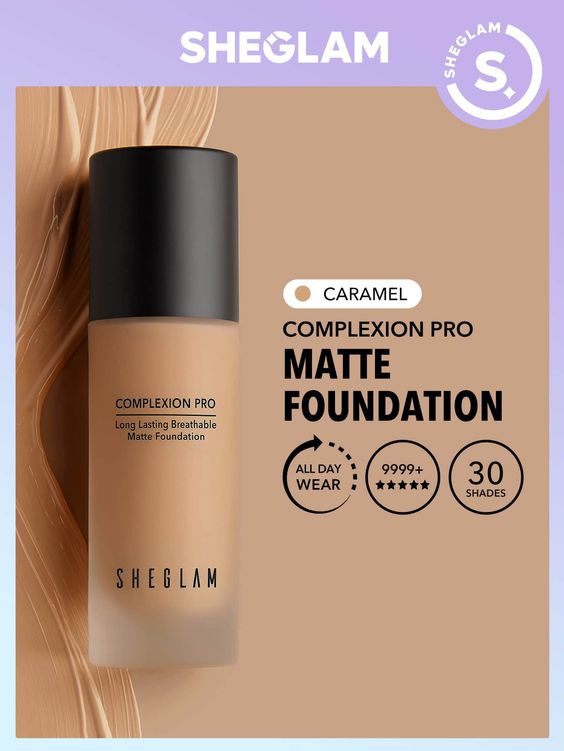 SHEGLAM
SHEGLAM
S.
CARAMEL
COMPLEXION PRO
MATTE
FOUNDATION
ALL DAY
WEAR
9999+
★★★★★
30
SHADES
COMPLEXION PRO
Long Lasting Breathable
Matte Foundation
SHEGLAM